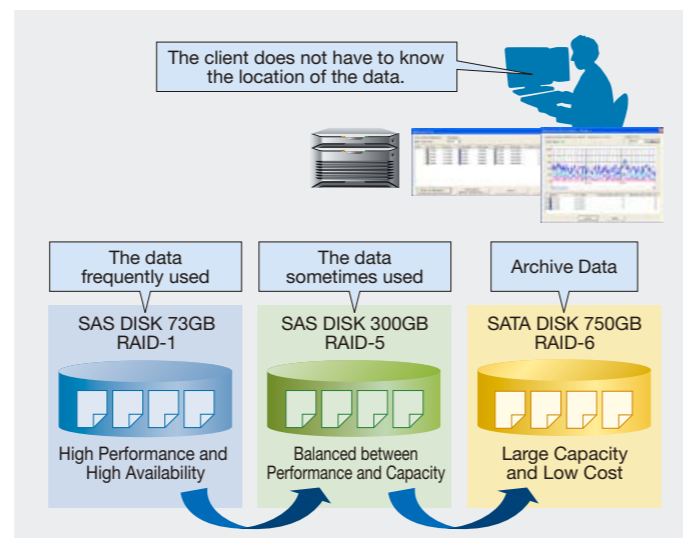 The client does not have to know
the location of the data.
The data
frequently used
The data
sometimes used
Archive Data
SAS DISK 73GB
RAID-1
SAS DISK 300GB
RAID-5
SATA DISK 750GB
RAID-6
High Performance and
High Availability
Balanced between
Performance and Capacity
Large Capacity
and Low Cost